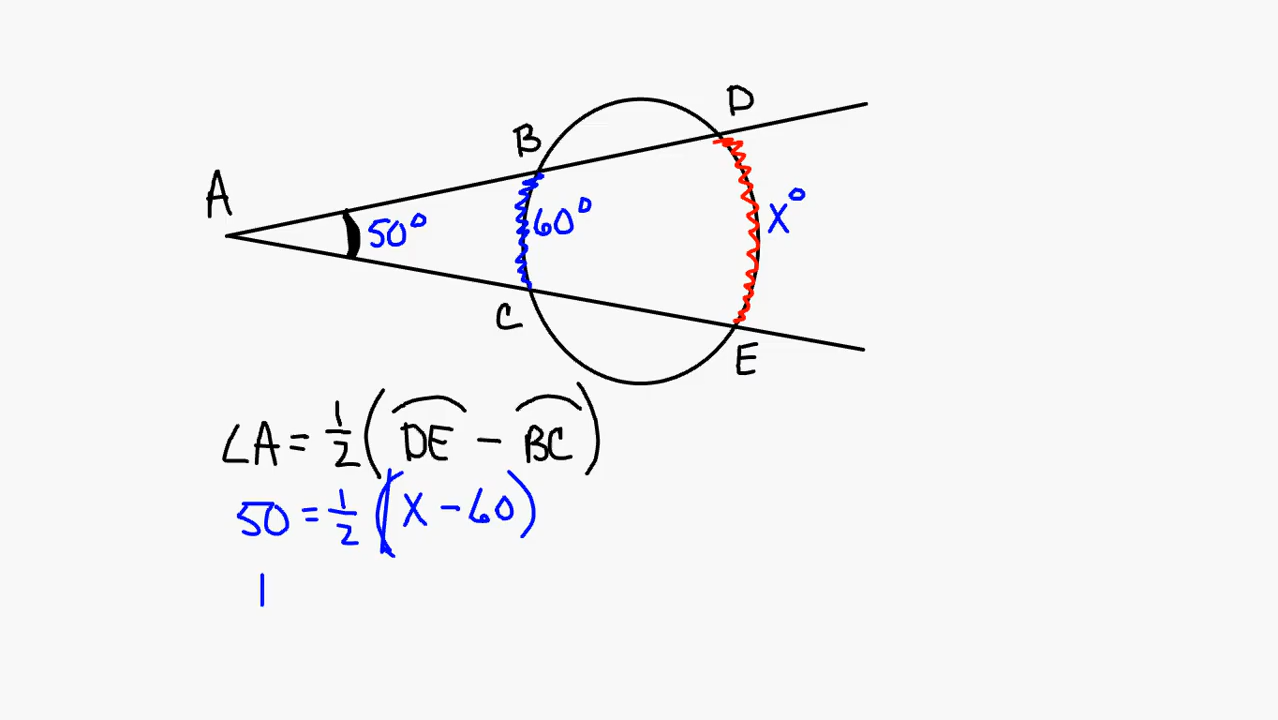 D
B
A
50° 60° x°
C
E
∠A = 1/2 (DE - BC)
50 = 1/2 (x - 60)
1